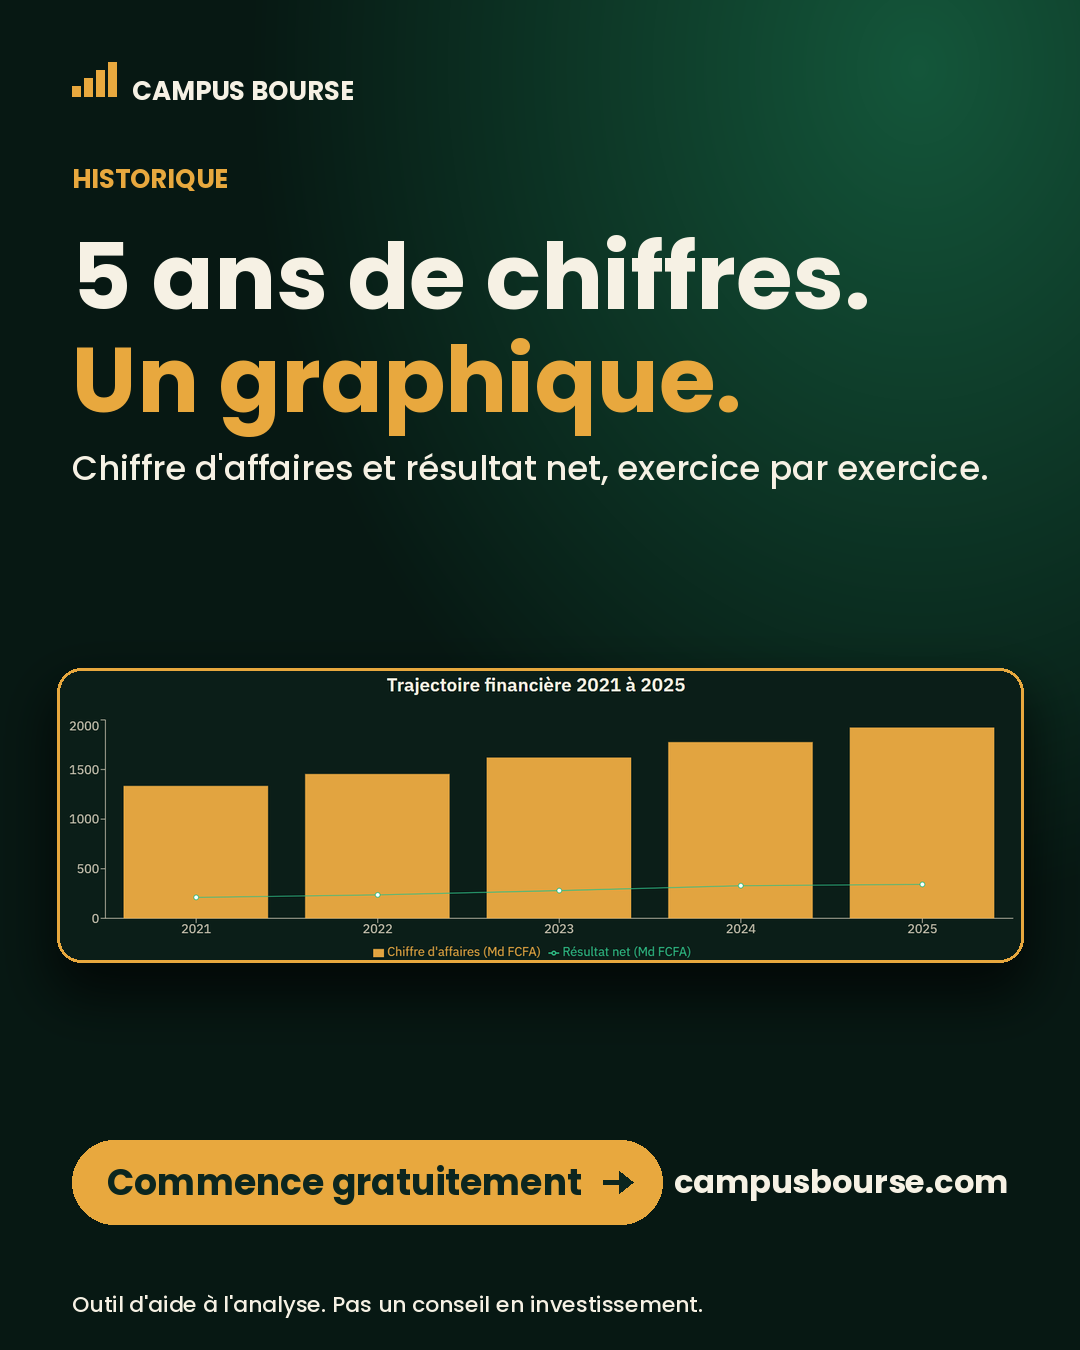 CAMPUS BOURSE
HISTORIQUE
5 ans de chiffres.
Un graphique.
Chiffre d'affaires et résultat net, exercice par exercice.
Trajectoire financière 2021 à 2025
2000
1500
1000
500
0
2021 2022 2023 2024 2025
Chiffre d'affaires (Md FCFA) Résultat net (Md FCFA)
Commence gratuitement campusbourse.com
Outil d'aide à l'analyse. Pas un conseil en investissement.